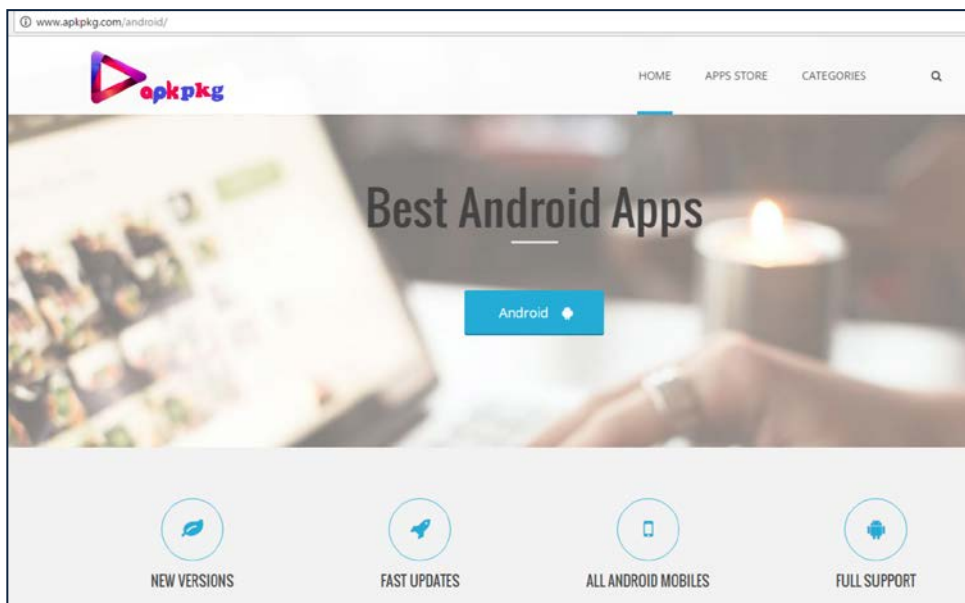 www.apkpkg.com/android/
apkpkg
HOME APPS STORE CATEGORIES
Best Android Apps
Android
NEW VERSIONS FAST UPDATES ALL ANDROID MOBILES FULL SUPPORT